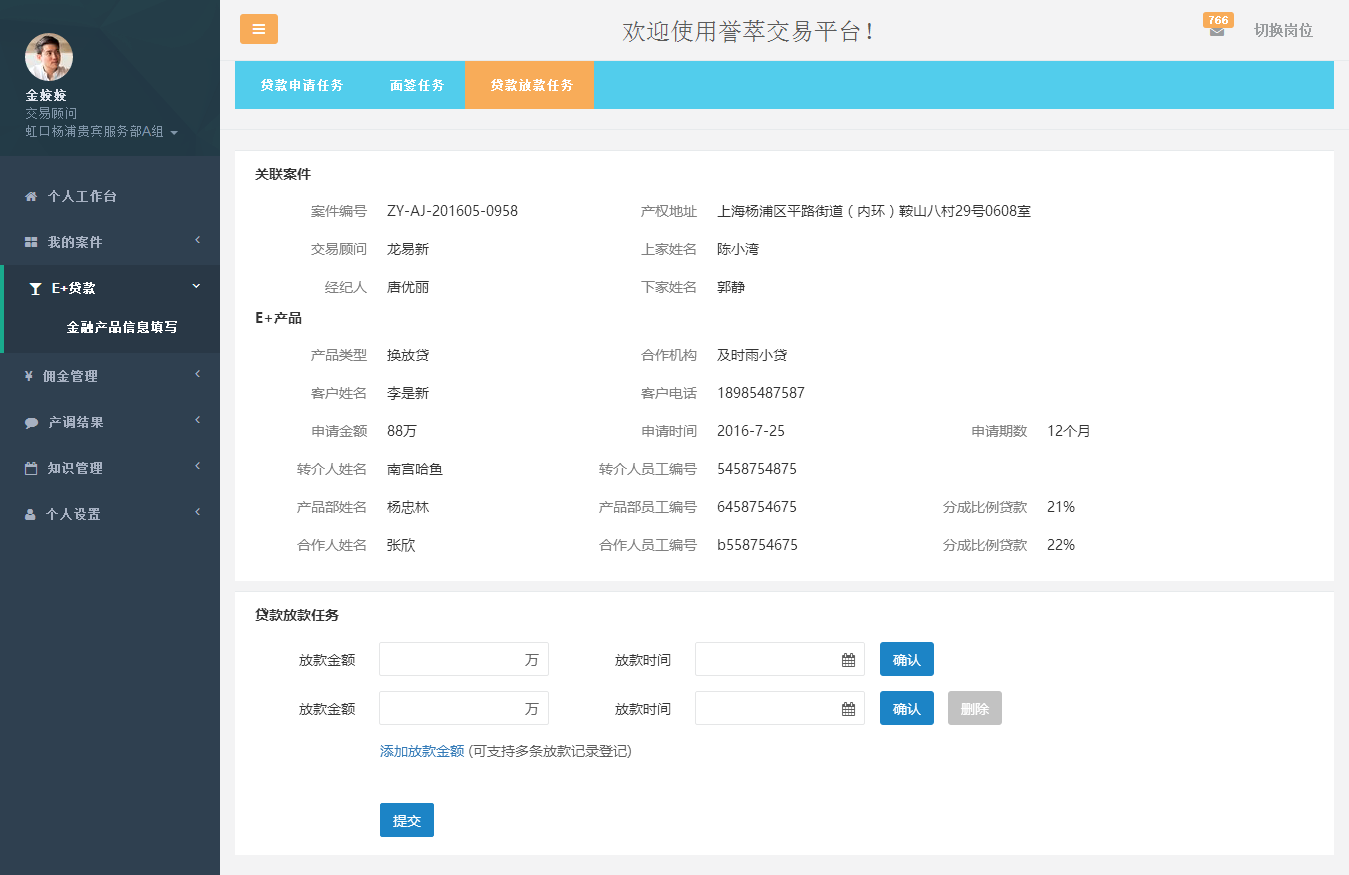 欢迎使用誉萃交易平台！
766
切换岗位
金姣姣
交易顾问
虹口杨浦贵宾服务部A组
个人工作台
我的案件
E+贷款
金融产品信息填写
¥ 佣金管理
产调结果
知识管理
个人设置
贷款申请任务 面签任务 贷款放款任务
关联案件
案件编号 ZY-AJ-201605-0958 产权地址 上海杨浦区平路街道（内环）鞍山八村29号0608室
交易顾问 龙易新 上家姓名 陈小湾
经纪人 唐优丽 下家姓名 郭静
E+产品
产品类型 换放贷 合作机构 及时雨小贷
客户姓名 李是新 客户电话 18985487587
申请金额 88万 申请时间 2016-7-25 申请期数 12个月
转介人姓名 南宫哈鱼 转介人员工编号 5458754875
产品部姓名 杨忠林 产品部员工编号 6458754675 分成比例贷款 21%
合作人姓名 张欣 合作人员工编号 b558754675 分成比例贷款 22%
贷款放款任务
放款金额 万 放款时间 确认
放款金额 万 放款时间 确认 删除
添加放款金额 (可支持多条放款记录登记)
提交